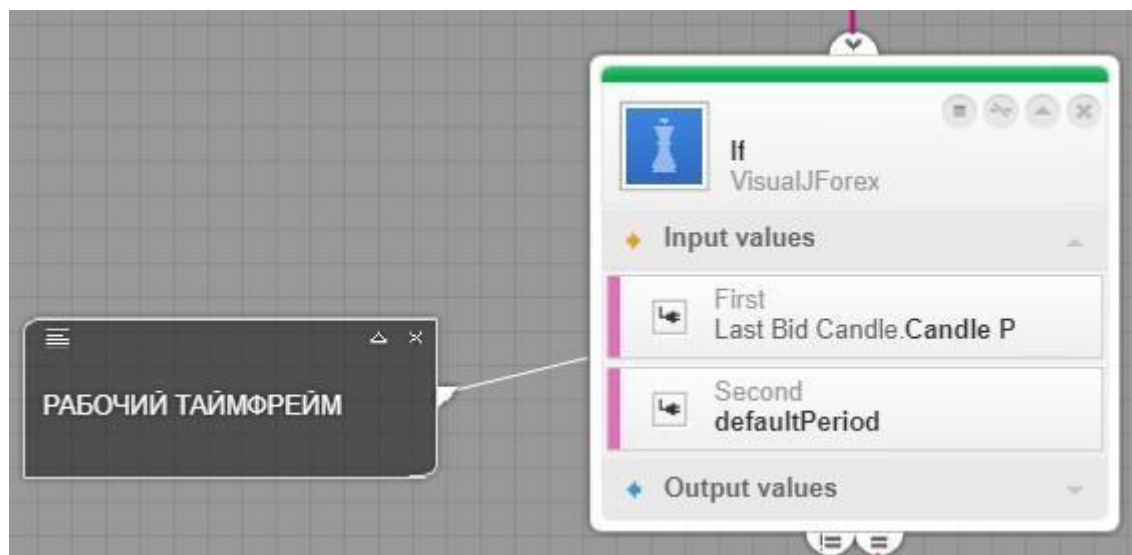 If
VisualJForex
Input values
First
Last Bid Candle.Candle P
РАБОЧИЙ ТАЙМФРЕЙМ
Second
defaultPeriod
Output values
!= =